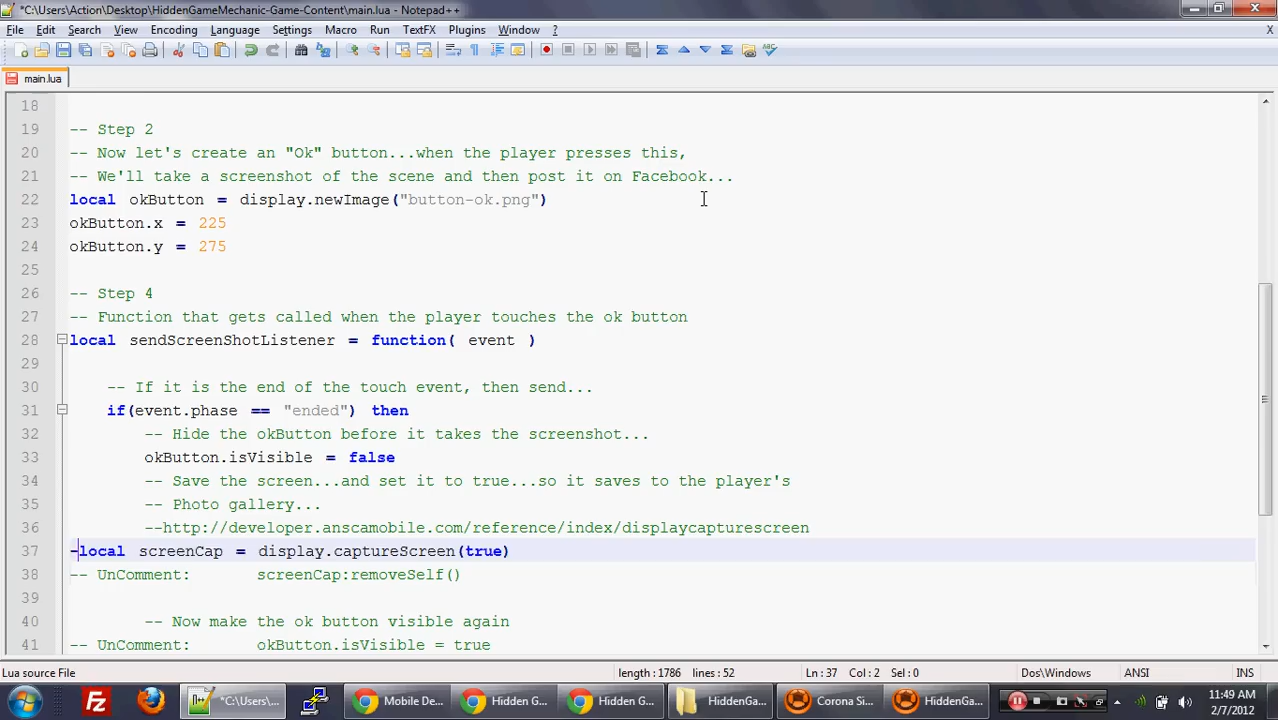 *C:\Users\Action\Desktop\HiddenGameMechanic-Game-Content\main.lua - Notepad++
File Edit Search View Encoding Language Settings Macro Run TextFX Plugins Window ? X
main.lua
18
19 -- Step 2
20 -- Now let's create an "Ok" button...when the player presses this,
21 -- We'll take a screenshot of the scene and then post it on Facebook...
22 local okButton = display.newImage("button-ok.png")
23 okButton.x = 225
24 okButton.y = 275
25
26 -- Step 4
27 -- Function that gets called when the player touches the ok button
28 local sendScreenShotListener = function( event )
29
30 -- If it is the end of the touch event, then send...
31 if(event.phase == "ended") then
32 -- Hide the okButton before it takes the screenshot...
33 okButton.isVisible = false
34 -- Save the screen...and set it to true...so it saves to the player's
35 -- Photo gallery...
36 --http://developer.anscamobile.com/reference/index/displaycapturescreen
37 -local screenCap = display.captureScreen(true)
38 -- UnComment: screenCap:removeSelf()
39
40 -- Now make the ok button visible again
41 -- UnComment: okButton.isVisible = true
Lua source File length : 1786 lines : 52 Ln : 37 Col : 2 Sel : 0 Dos\Windows ANSI INS
*C:\Users\... Mobile De... Hidden G... Hidden G... HiddenGa... Corona Si... HiddenGa... 11:49 AM
2/7/2012